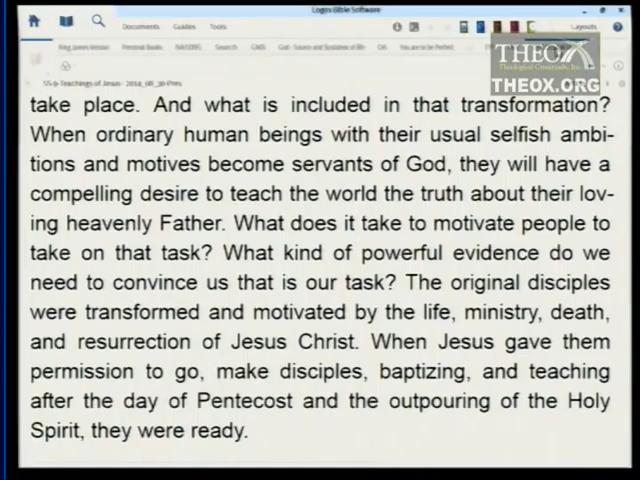 Logos Bible Software
Documents Guides Tools Layouts
King James Version Personal Books Search
THEOX
THEOX.ORG
take place. And what is included in that transformation?
When ordinary human beings with their usual selfish ambi-
tions and motives become servants of God, they will have a
compelling desire to teach the world the truth about their lov-
ing heavenly Father. What does it take to motivate people to
take on that task? What kind of powerful evidence do we
need to convince us that is our task? The original disciples
were transformed and motivated by the life, ministry, death,
and resurrection of Jesus Christ. When Jesus gave them
permission to go, make disciples, baptizing, and teaching
after the day of Pentecost and the outpouring of the Holy
Spirit, they were ready.